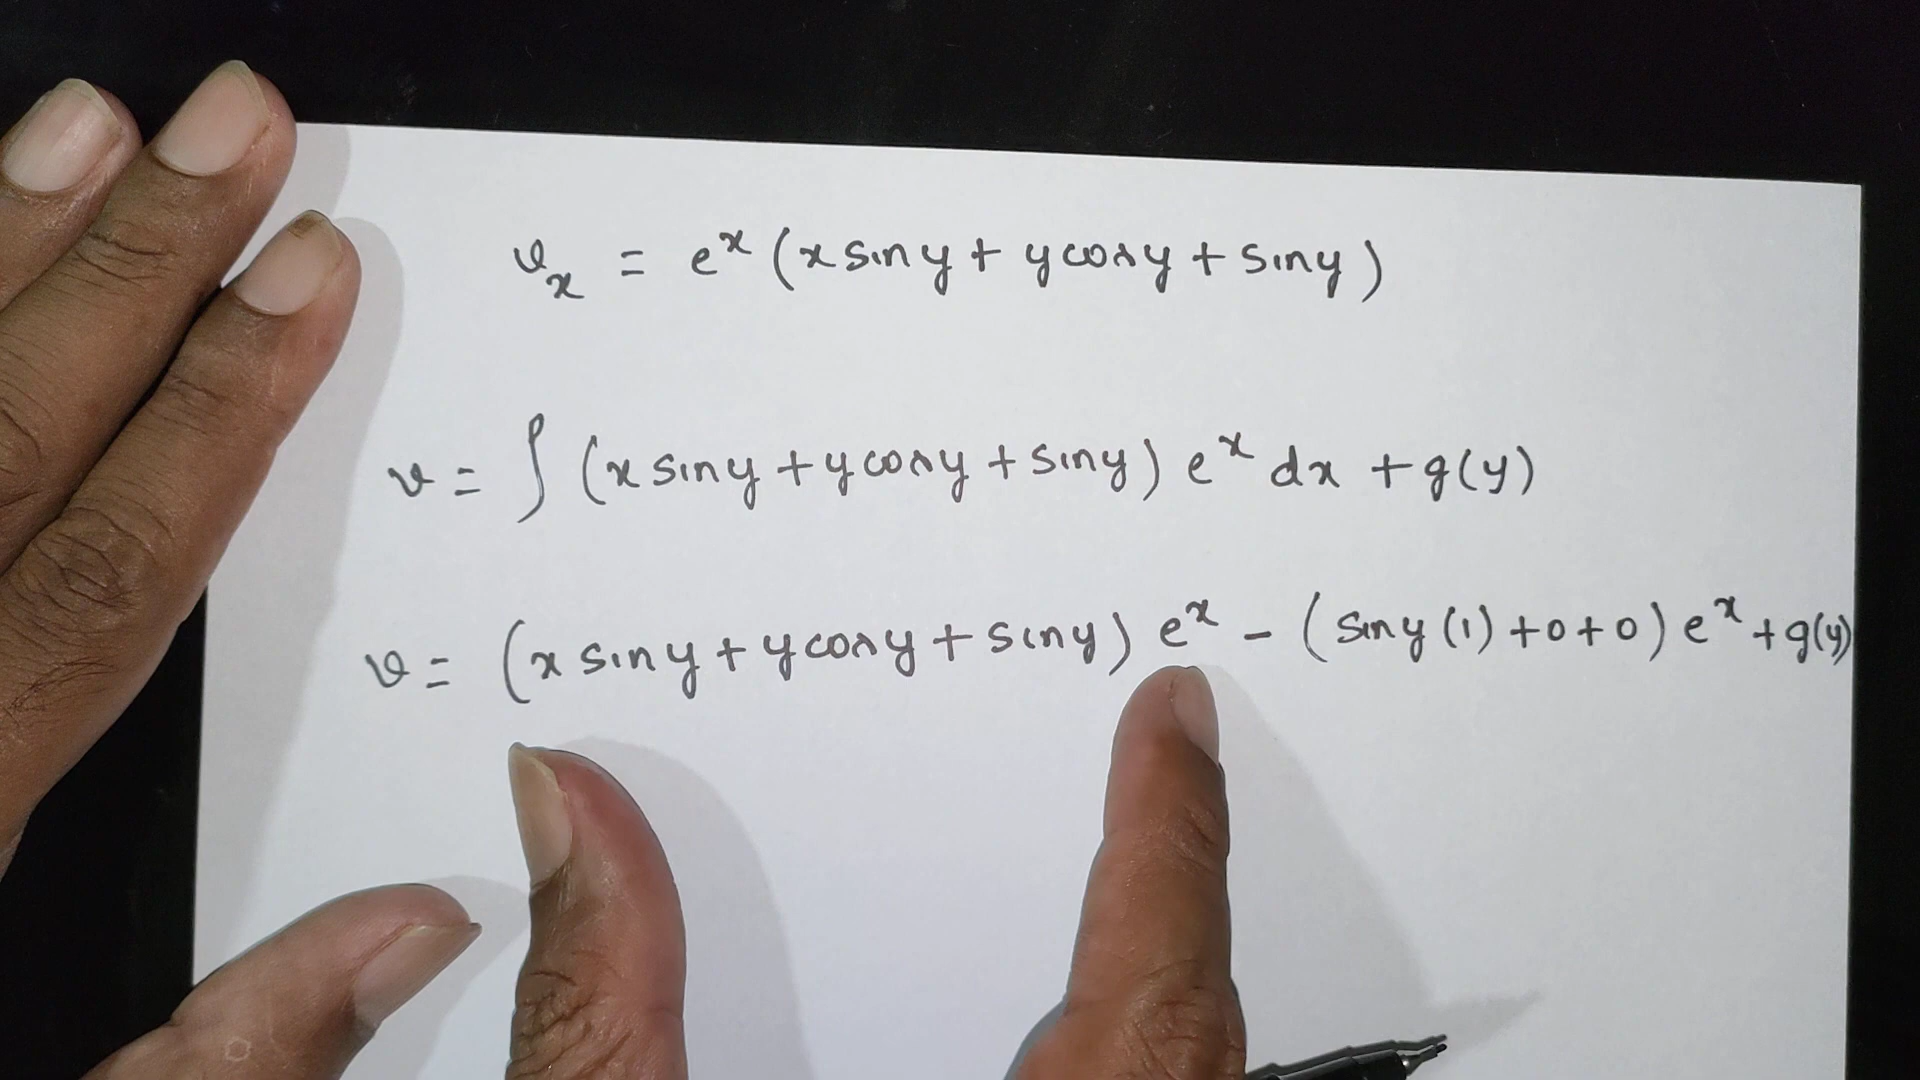 v_x = e^x (x sin y + y cos y + sin y)
v = ∫ (x sin y + y cos y + sin y) e^x dx + g(y)
v = (x sin y + y cos y + sin y) e^x - (sin y (1) + 0 + 0) e^x + g(y)